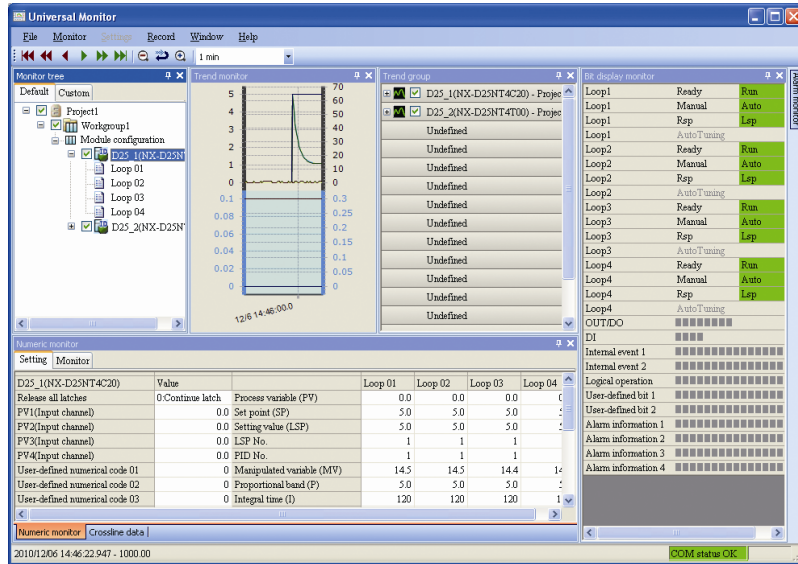 Universal Monitor
File Monitor Settings Record Window Help
1 min
Monitor tree
Default Custom
Project1
Workgroup1
Module configuration
D25_1(NX-D25NT
Loop 01
Loop 02
Loop 03
Loop 04
D25_2(NX-D25N
Trend monitor
5 70
60
4 50
3 40
2 30
20
1 10
0 0
0.1 0.3
0.08 0.25
0.06 0.2
0.15
0.04 0.1
0.02 0.05
0 0
12/6 14:46:00.0
Trend group
D25_1(NX-D25NT4C20) - Projec
D25_2(NX-D25NT4T00) - Projec
Undefined
Undefined
Undefined
Undefined
Undefined
Undefined
Undefined
Undefined
Undefined
Undefined
Undefined
Bit display monitor
Loop1 Ready Run
Loop1 Manual Auto
Loop1 Rsp Lsp
Loop1 AutoTuning
Loop2 Ready Run
Loop2 Manual Auto
Loop2 Rsp Lsp
Loop2 AutoTuning
Loop3 Ready Run
Loop3 Manual Auto
Loop3 Rsp Lsp
Loop3 AutoTuning
Loop4 Ready Run
Loop4 Manual Auto
Loop4 Rsp Lsp
Loop4 AutoTuning
OUT/DO
DI
Internal event 1
Internal event 2
Logical operation
User-defined bit 1
User-defined bit 2
Alarm information 1
Alarm information 2
Alarm information 3
Alarm information 4
Alarm monitor
Numeric monitor
Setting Monitor
D25_1(NX-D25NT4C20) Value Loop 01 Loop 02 Loop 03 Loop 04
Release all latches 0:Continue latch Process variable (PV) 0.0 0.0 0.0
PV1(Input channel) 0.0 Set point (SP) 5.0 5.0 5.0
PV2(Input channel) 0.0 Setting value (LSP) 5.0 5.0 5.0
PV3(Input channel) 0.0 LSP No. 1 1 1
PV4(Input channel) 0.0 PID No. 1 1 1
User-defined numerical code 01 0 Manipulated variable (MV) 14.5 14.5 14.4 14
User-defined numerical code 02 0 Proportional band (P) 5.0 5.0 5.0
User-defined numerical code 03 0 Integral time (I) 120 120 120 1
Numeric monitor Crossline data
2010/12/06 14:46:22.947 - 1000.00
COM status OK